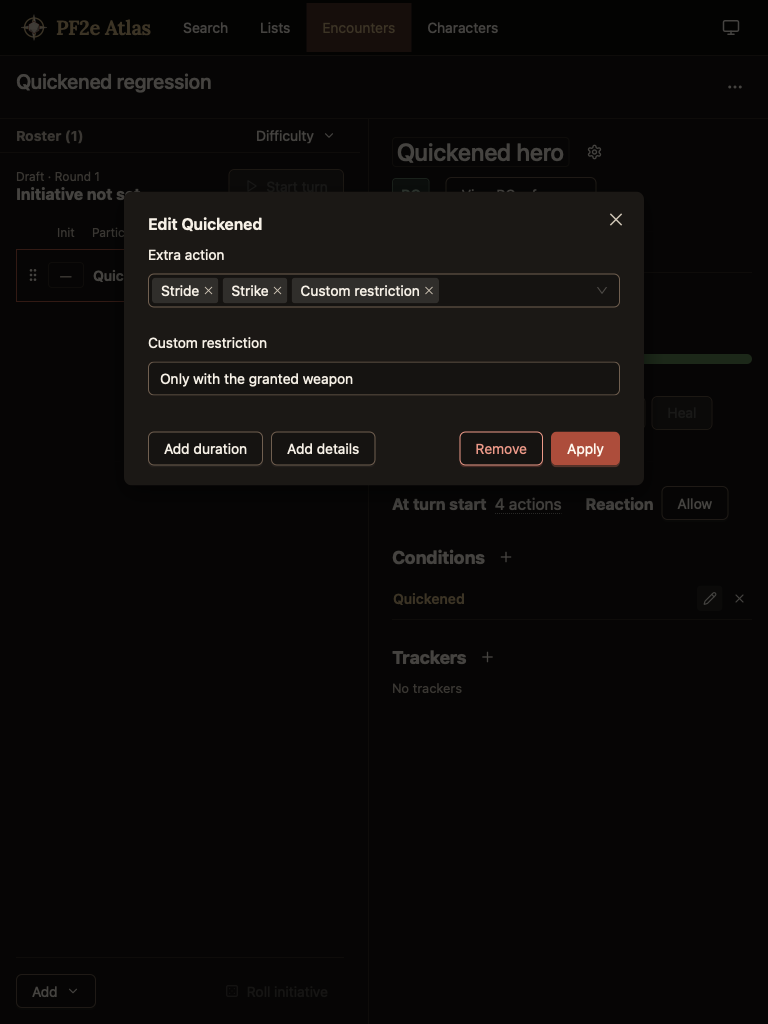 PF2e Atlas Search Lists Encounters Characters
Quickened regression
Roster (1) Difficulty
Draft · Round 1
Initiative not set
Start turn
Init
Quickened hero
Edit Quickened
Extra action
Stride Strike Custom restriction
Custom restriction
Only with the granted weapon
Add duration Add details Remove Apply
Heal
At turn start 4 actions Reaction Allow
Conditions
Quickened
Trackers
No trackers
Add Roll initiative